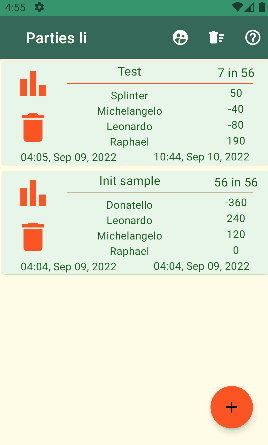 4:55
Parties li
Test 7 in 56
Splinter 50
Michelangelo -40
Leonardo -80
Raphael 190
04:05, Sep 09, 2022 10:44, Sep 10, 2022
Init sample 56 in 56
Donatello -360
Leonardo 240
Michelangelo 120
Raphael 0
04:04, Sep 09, 2022 04:04, Sep 09, 2022